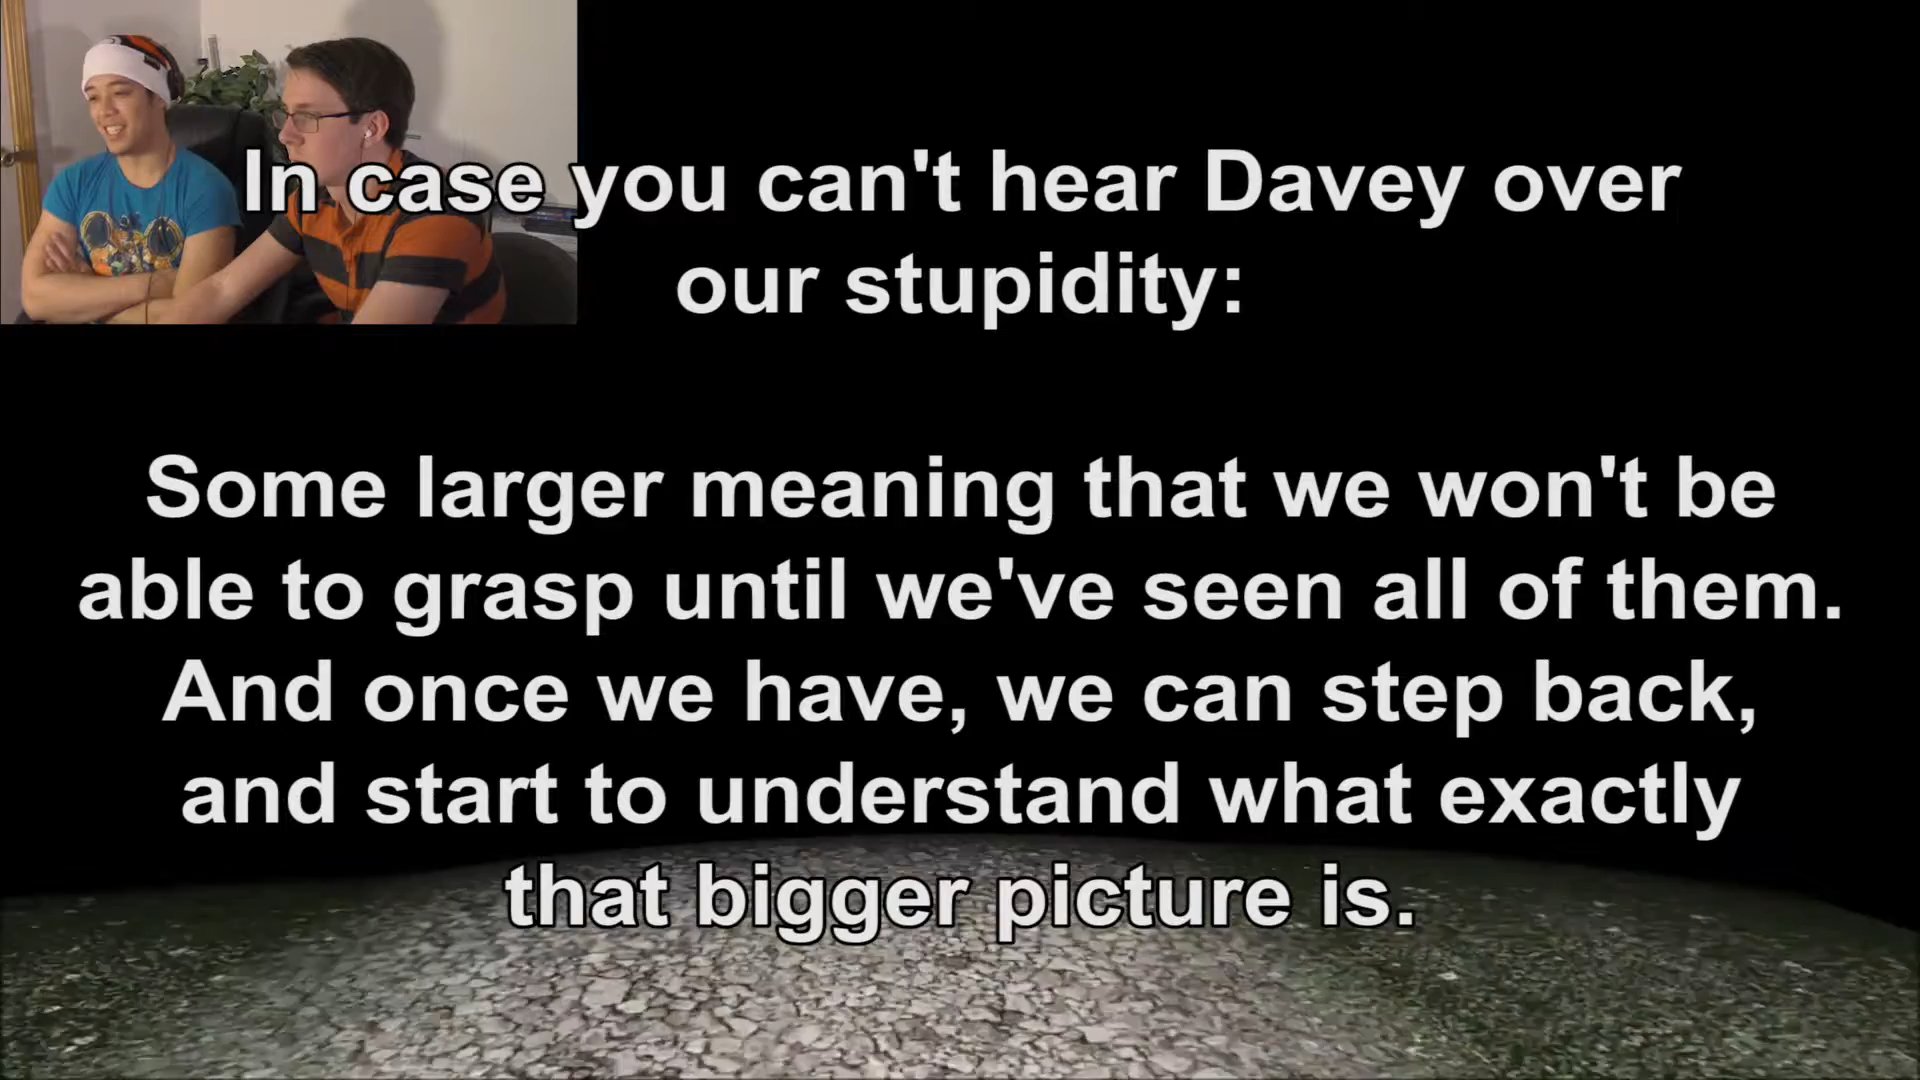 In case you can't hear Davey over
our stupidity:
Some larger meaning that we won't be
able to grasp until we've seen all of them.
And once we have, we can step back,
and start to understand what exactly
that bigger picture is.